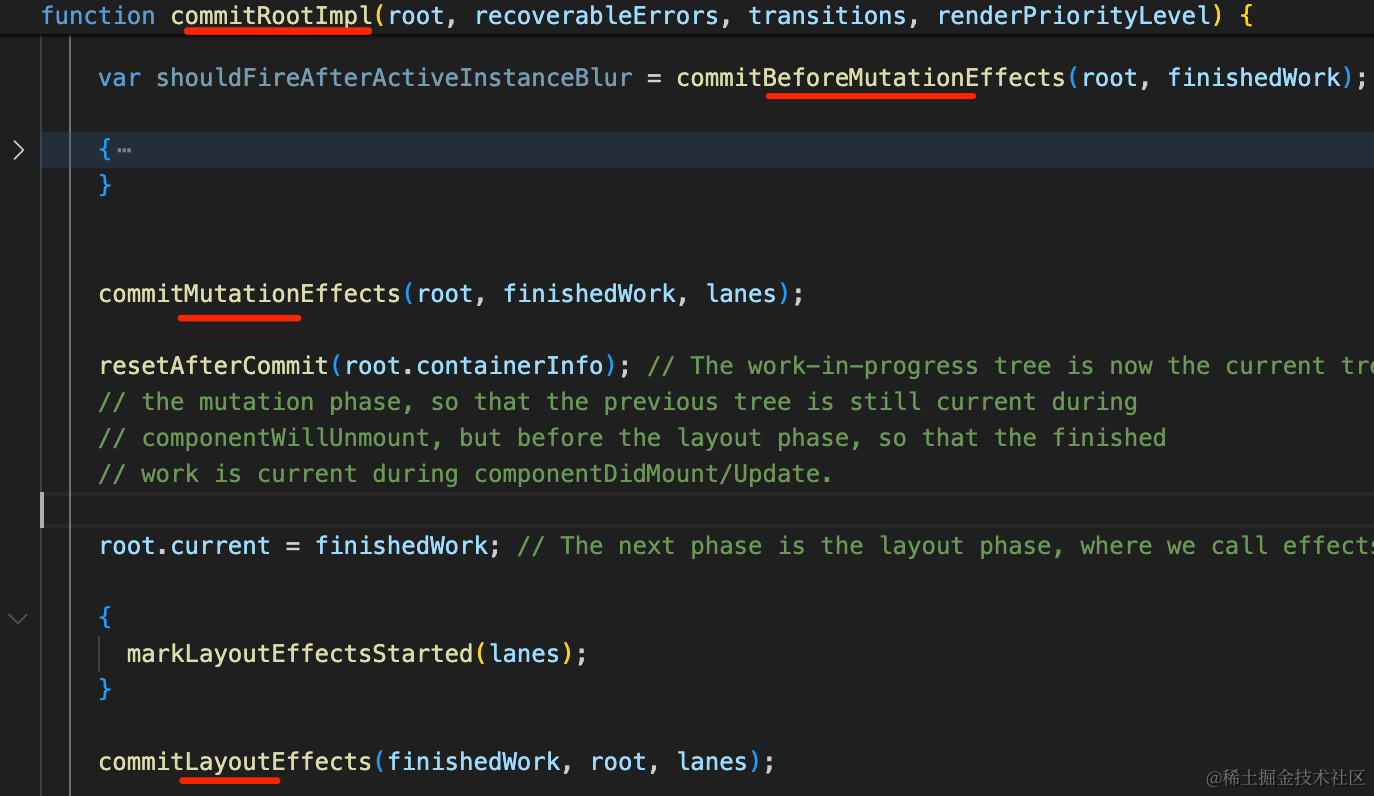 function commitRootImpl(root, recoverableErrors, transitions, renderPriorityLevel) {
var shouldFireAfterActiveInstanceBlur = commitBeforeMutationEffects(root, finishedWork);
{…
}
commitMutationEffects(root, finishedWork, lanes);
resetAfterCommit(root.containerInfo); // The work-in-progress tree is now the current tre
// the mutation phase, so that the previous tree is still current during
// componentWillUnmount, but before the layout phase, so that the finished
// work is current during componentDidMount/Update.
root.current = finishedWork; // The next phase is the layout phase, where we call effects
{
markLayoutEffectsStarted(lanes);
}
commitLayoutEffects(finishedWork, root, lanes);
@稀土掘金技术社区